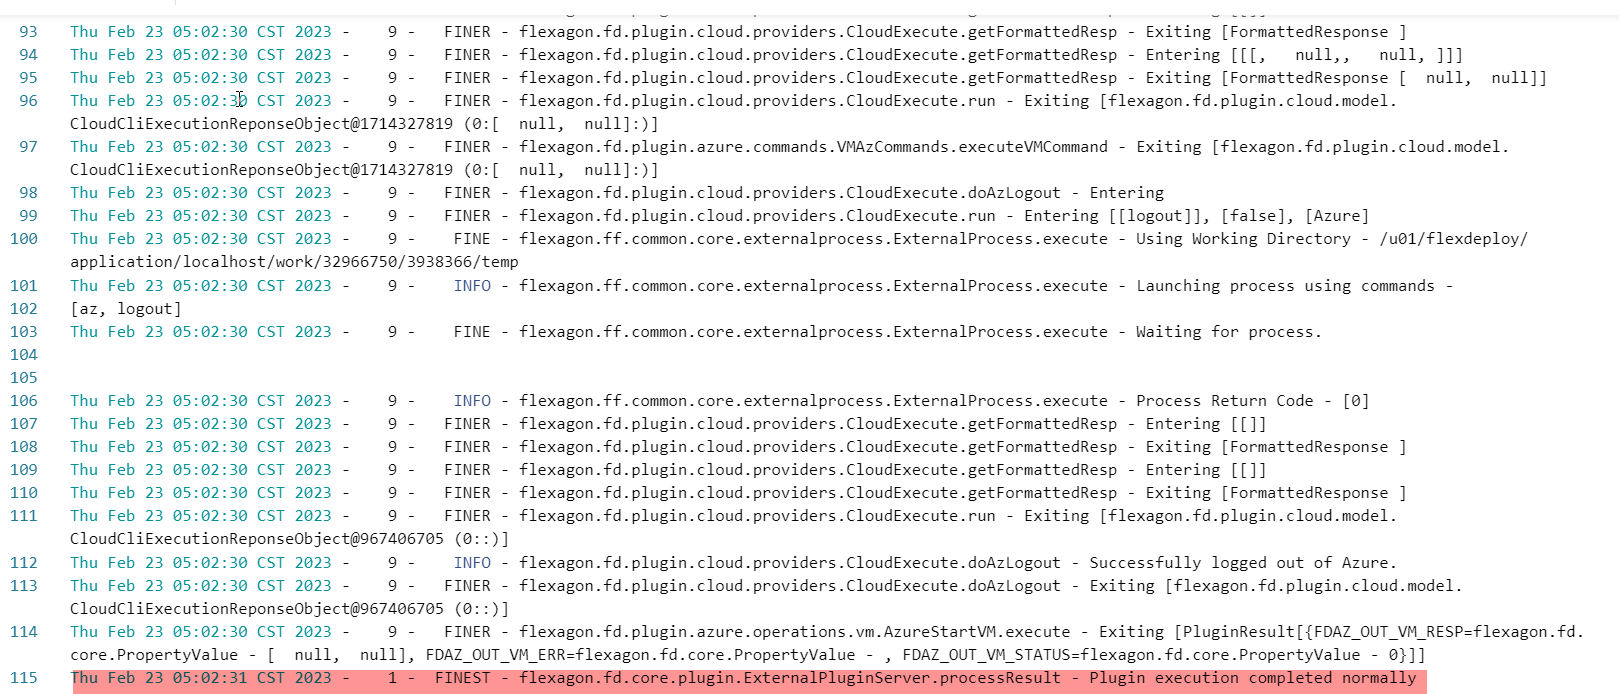 93 Thu Feb 23 05:02:30 CST 2023 - 9 - FINER - flexagon.fd.plugin.cloud.providers.CloudExecute.getFormattedResp - Exiting [FormattedResponse ]
94 Thu Feb 23 05:02:30 CST 2023 - 9 - FINER - flexagon.fd.plugin.cloud.providers.CloudExecute.getFormattedResp - Entering [[[, null,, null, ]]]
95 Thu Feb 23 05:02:30 CST 2023 - 9 - FINER - flexagon.fd.plugin.cloud.providers.CloudExecute.getFormattedResp - Exiting [FormattedResponse [ null, null]]
96 Thu Feb 23 05:02:30 CST 2023 - 9 - FINER - flexagon.fd.plugin.cloud.providers.CloudExecute.run - Exiting [flexagon.fd.plugin.cloud.model.
CloudCliExecutionReponseObject@1714327819 (0:[ null, null]:)]
97 Thu Feb 23 05:02:30 CST 2023 - 9 - FINER - flexagon.fd.plugin.azure.commands.VMAzCommands.executeVMCommand - Exiting [flexagon.fd.plugin.cloud.model.
CloudCliExecutionReponseObject@1714327819 (0:[ null, null]:)]
98 Thu Feb 23 05:02:30 CST 2023 - 9 - FINER - flexagon.fd.plugin.cloud.providers.CloudExecute.doAzLogout - Entering
99 Thu Feb 23 05:02:30 CST 2023 - 9 - FINER - flexagon.fd.plugin.cloud.providers.CloudExecute.run - Entering [[logout]], [false], [Azure]
100 Thu Feb 23 05:02:30 CST 2023 - 9 - FINE - flexagon.ff.common.core.externalprocess.ExternalProcess.execute - Using Working Directory - /u01/flexdeploy/
application/localhost/work/32966750/3938366/temp
101 Thu Feb 23 05:02:30 CST 2023 - 9 - INFO - flexagon.ff.common.core.externalprocess.ExternalProcess.execute - Launching process using commands -
102 [az, logout]
103 Thu Feb 23 05:02:30 CST 2023 - 9 - FINE - flexagon.ff.common.core.externalprocess.ExternalProcess.execute - Waiting for process.
104
105
106 Thu Feb 23 05:02:30 CST 2023 - 9 - INFO - flexagon.ff.common.core.externalprocess.ExternalProcess.execute - Process Return Code - [0]
107 Thu Feb 23 05:02:30 CST 2023 - 9 - FINER - flexagon.fd.plugin.cloud.providers.CloudExecute.getFormattedResp - Entering [[]]
108 Thu Feb 23 05:02:30 CST 2023 - 9 - FINER - flexagon.fd.plugin.cloud.providers.CloudExecute.getFormattedResp - Exiting [FormattedResponse ]
109 Thu Feb 23 05:02:30 CST 2023 - 9 - FINER - flexagon.fd.plugin.cloud.providers.CloudExecute.getFormattedResp - Entering [[]]
110 Thu Feb 23 05:02:30 CST 2023 - 9 - FINER - flexagon.fd.plugin.cloud.providers.CloudExecute.getFormattedResp - Exiting [FormattedResponse ]
111 Thu Feb 23 05:02:30 CST 2023 - 9 - FINER - flexagon.fd.plugin.cloud.providers.CloudExecute.run - Exiting [flexagon.fd.plugin.cloud.model.
CloudCliExecutionReponseObject@967406705 (0::)]
112 Thu Feb 23 05:02:30 CST 2023 - 9 - INFO - flexagon.fd.plugin.cloud.providers.CloudExecute.doAzLogout - Successfully logged out of Azure.
113 Thu Feb 23 05:02:30 CST 2023 - 9 - FINER - flexagon.fd.plugin.cloud.providers.CloudExecute.doAzLogout - Exiting [flexagon.fd.plugin.cloud.model.
CloudCliExecutionReponseObject@967406705 (0::)]
114 Thu Feb 23 05:02:30 CST 2023 - 9 - FINER - flexagon.fd.plugin.azure.operations.vm.AzureStartVM.execute - Exiting [PluginResult[{FDAZ_OUT_VM_RESP=flexagon.fd.
core.PropertyValue - [ null, null], FDAZ_OUT_VM_ERR=flexagon.fd.core.PropertyValue - , FDAZ_OUT_VM_STATUS=flexagon.fd.core.PropertyValue - 0}]]
115 Thu Feb 23 05:02:31 CST 2023 - 1 - FINEST - flexagon.fd.core.plugin.ExternalPluginServer.processResult - Plugin execution completed normally